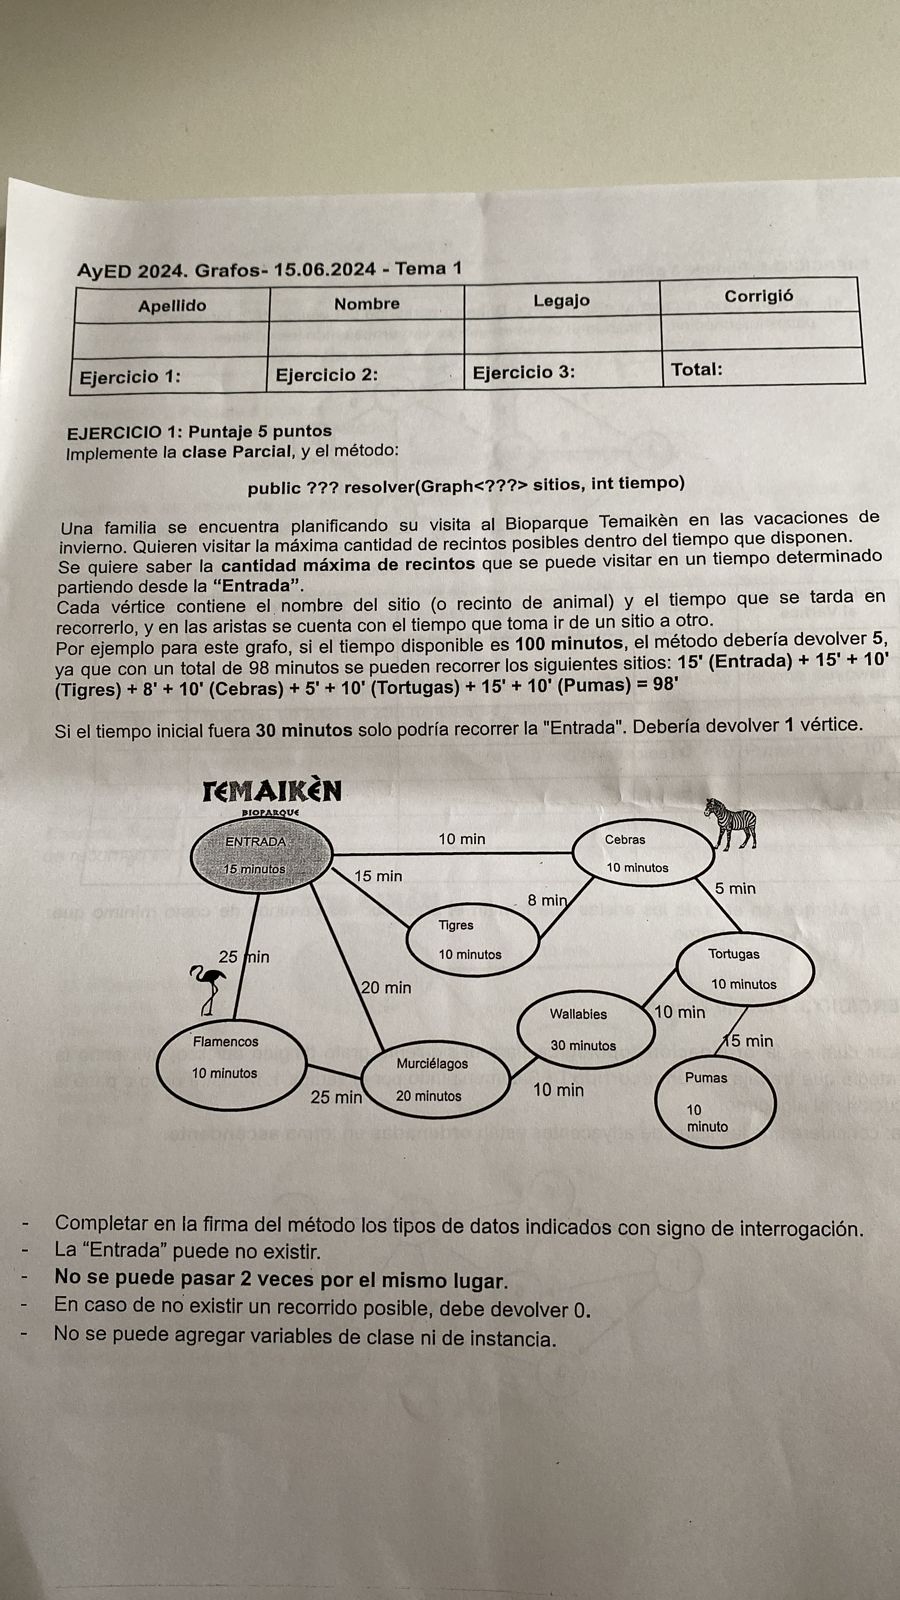 AyED 2024. Grafos- 15.06.2024 - Tema 1
Apellido Nombre Legajo Corrigió
Ejercicio 1: Ejercicio 2: Ejercicio 3: Total:
EJERCICIO 1: Puntaje 5 puntos
Implemente la clase Parcial, y el método:
public ??? resolver(Graph<???> sitios, int tiempo)
Una familia se encuentra planificando su visita al Bioparque Temaikèn en las vacaciones de
invierno. Quieren visitar la máxima cantidad de recintos posibles dentro del tiempo que disponen.
Se quiere saber la cantidad máxima de recintos que se puede visitar en un tiempo determinado
partiendo desde la “Entrada”.
Cada vértice contiene el nombre del sitio (o recinto de animal) y el tiempo que se tarda en
recorrerlo, y en las aristas se cuenta con el tiempo que toma ir de un sitio a otro.
Por ejemplo para este grafo, si el tiempo disponible es 100 minutos, el método debería devolver 5,
ya que con un total de 98 minutos se pueden recorrer los siguientes sitios: 15' (Entrada) + 15' + 10'
(Tigres) + 8' + 10' (Cebras) + 5' + 10' (Tortugas) + 15' + 10' (Pumas) = 98'
Si el tiempo inicial fuera 30 minutos solo podría recorrer la "Entrada". Debería devolver 1 vértice.
TEMAIKÈN
BIOPARQUE
ENTRADA
15 minutos
10 min
Cebras
10 minutos
15 min
8 min
5 min
Tigres
10 minutos
Tortugas
10 minutos
25 min
20 min
Wallabies
30 minutos
10 min
15 min
Flamencos
10 minutos
Murciélagos
20 minutos
25 min
10 min
Pumas
10
minuto
- Completar en la firma del método los tipos de datos indicados con signo de interrogación.
- La “Entrada” puede no existir.
- No se puede pasar 2 veces por el mismo lugar.
- En caso de no existir un recorrido posible, debe devolver 0.
- No se puede agregar variables de clase ni de instancia.